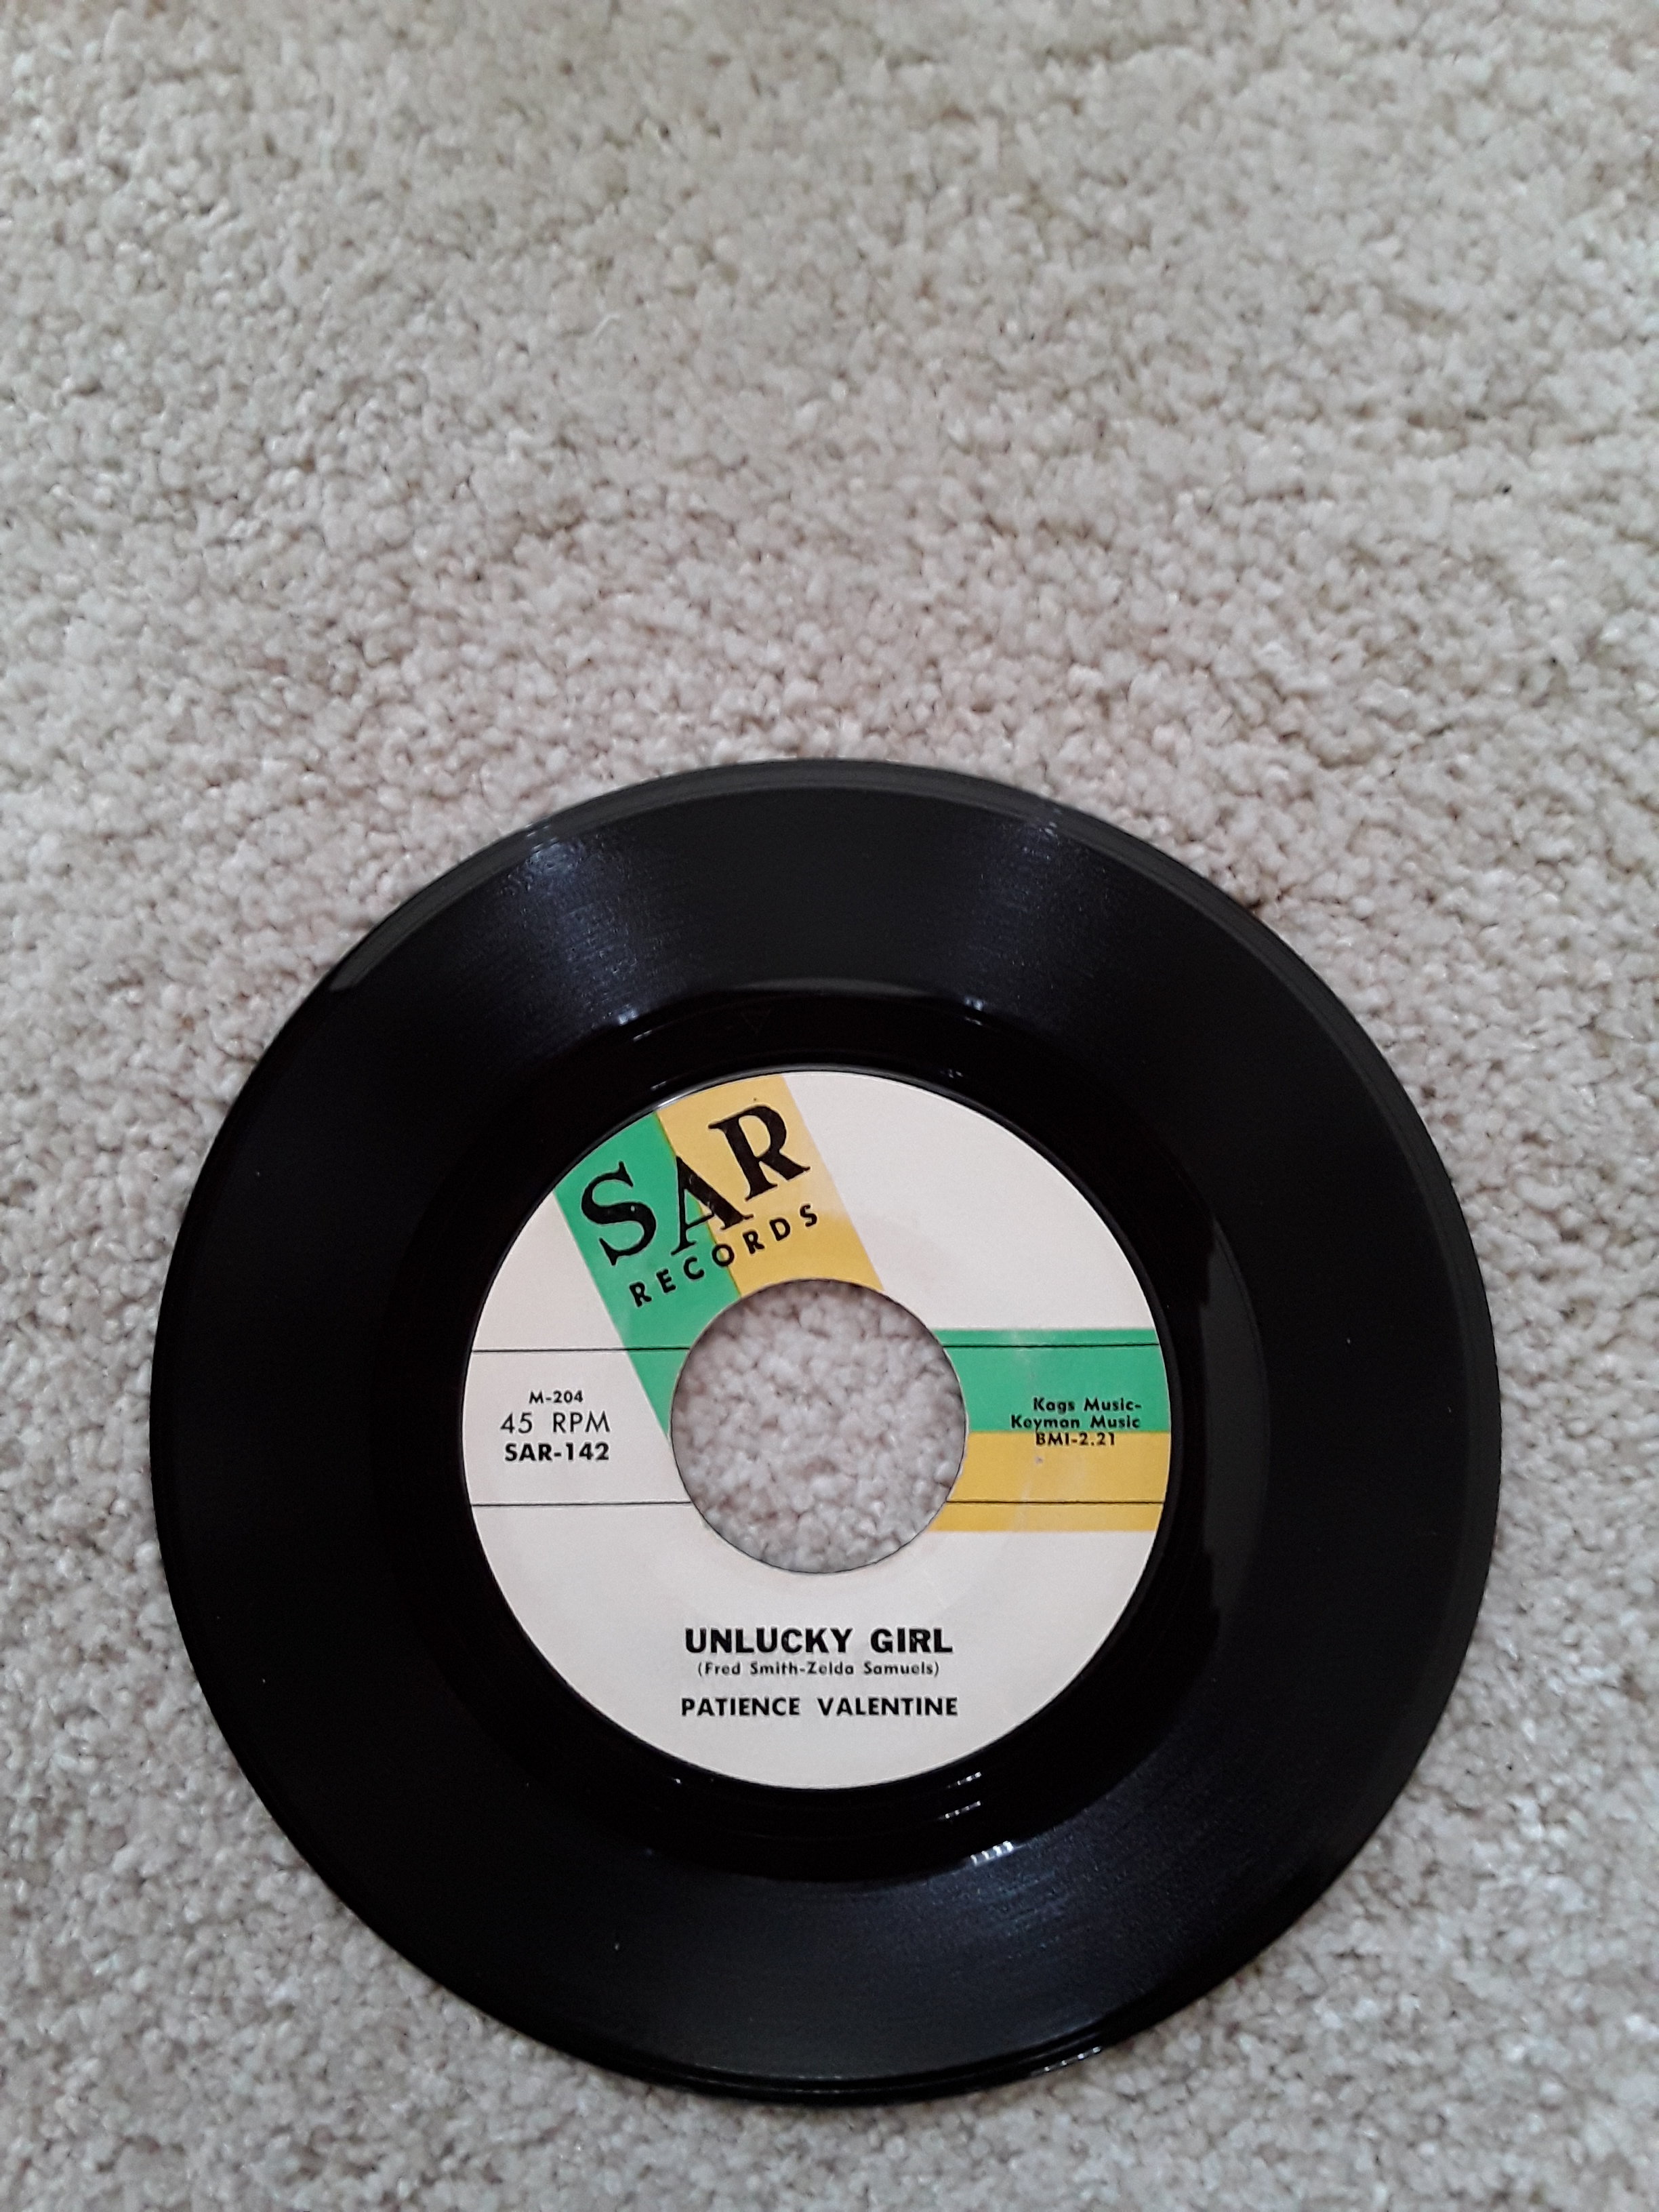 SAR
RECORDS
M-204
45 RPM
SAR-142
Kags Music-
Keyman Music
BMI-2.21
UNLUCKY GIRL
(Fred Smith-Zelda Samuels)
PATIENCE VALENTINE